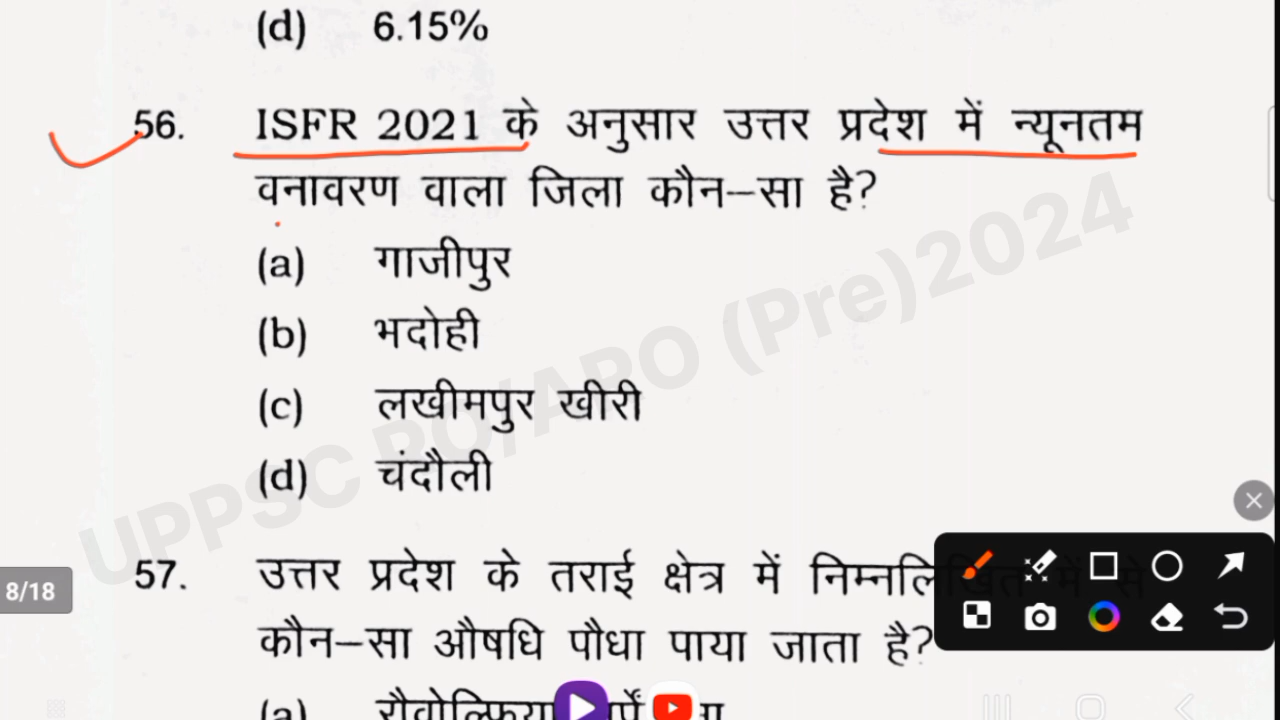 (d) 6.15%
56. ISFR 2021 के अनुसार उत्तर प्रदेश में न्यूनतम
वनावरण वाला जिला कौन–सा है?
(a) गाजीपुर
(b) भदोही
(c) लखीमपुर खीरी
(d) चंदौली
UPPSC RO/ARO (Pre)2024
57. उत्तर प्रदेश के तराई क्षेत्र में
8/18
कौन–सा औषधि पौधा पाया जाता है?
(a)